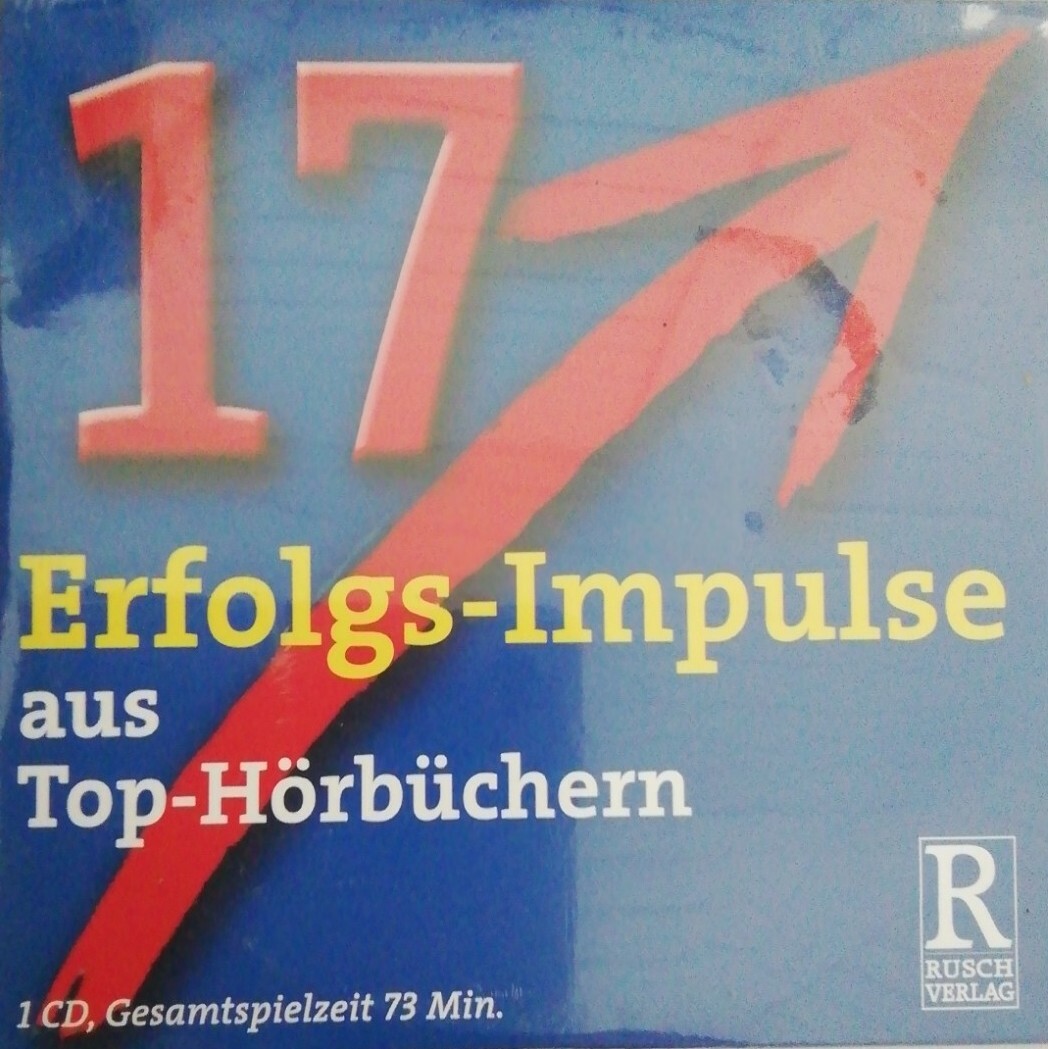 17
Erfolgs-Impulse
aus
Top-Hörbüchern
R
RUSCH
VERLAG
1 CD, Gesamtspielzeit 73 Min.